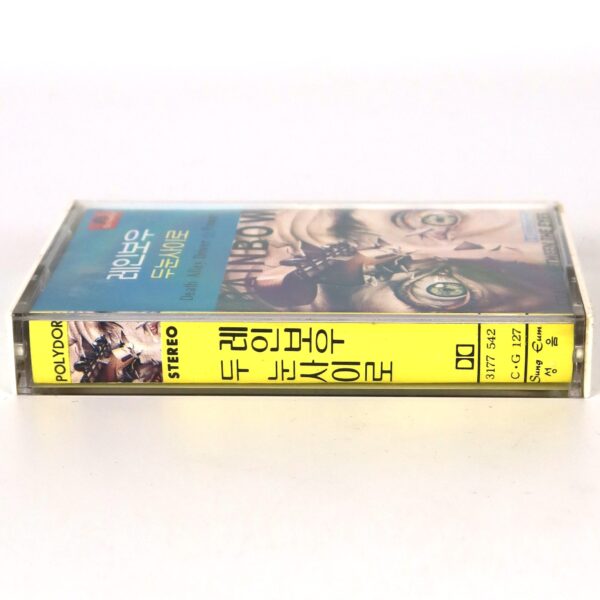 레인보우
두눈사이로
Death Alley Driver
RAINBOW
POLYDOR
STEREO
레인보우
두 눈사이로
3177 542
C·G 127
Sung Eum
성 음